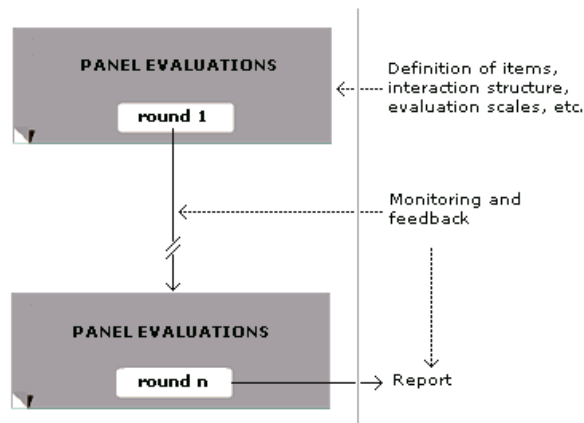 PANEL EVALUATIONS
round 1
Definition of items,
interaction structure,
evaluation scales, etc.
Monitoring and
feedback
PANEL EVALUATIONS
round n
Report